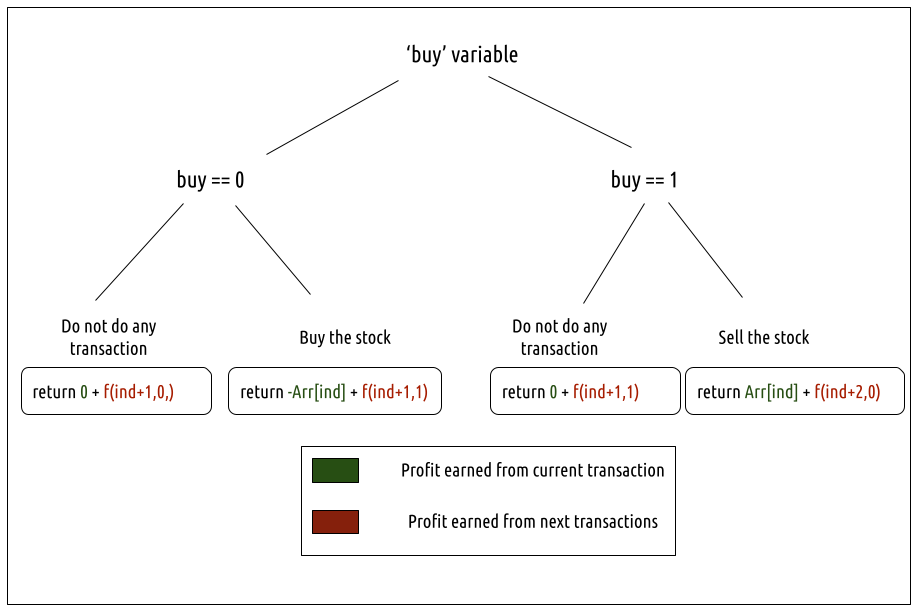 ‘buy’ variable
buy == 0
buy == 1
Do not do any
transaction
Buy the stock
Do not do any
transaction
Sell the stock
return 0 + f(ind+1,0,)
return -Arr[ind] + f(ind+1,1)
return 0 + f(ind+1,1)
return Arr[ind] + f(ind+2,0)
Profit earned from current transaction
Profit earned from next transactions